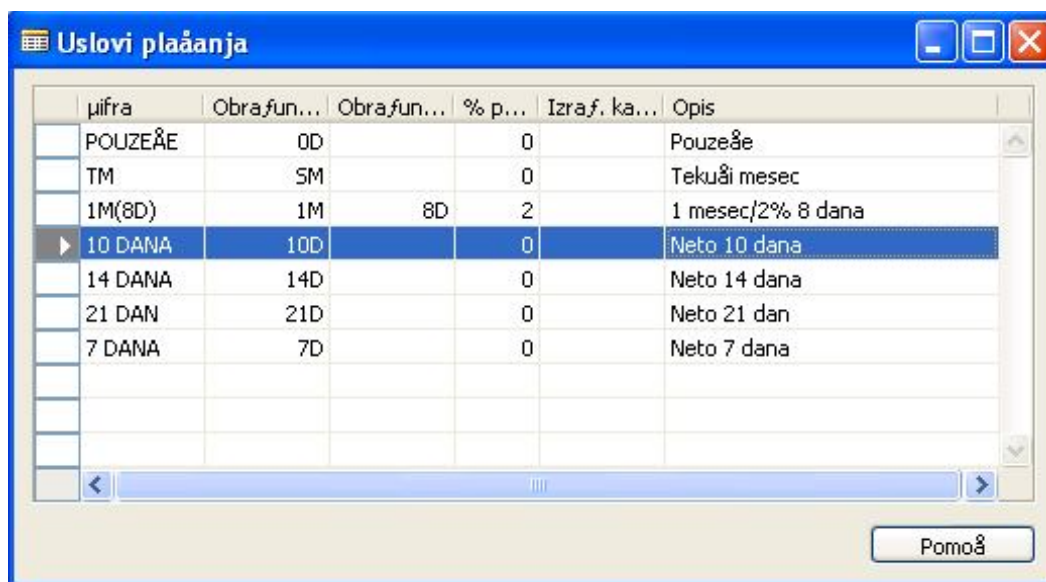 Uslovi plaåanja
µifra Obraƒun... Obraƒun... % p... Izraƒ. ka... Opis
POUZEÅE 0D 0 Pouzeåe
TM SM 0 Tekuåi mesec
1M(8D) 1M 8D 2 1 mesec/2% 8 dana
10 DANA 10D 0 Neto 10 dana
14 DANA 14D 0 Neto 14 dana
21 DAN 21D 0 Neto 21 dan
7 DANA 7D 0 Neto 7 dana
Pomoå